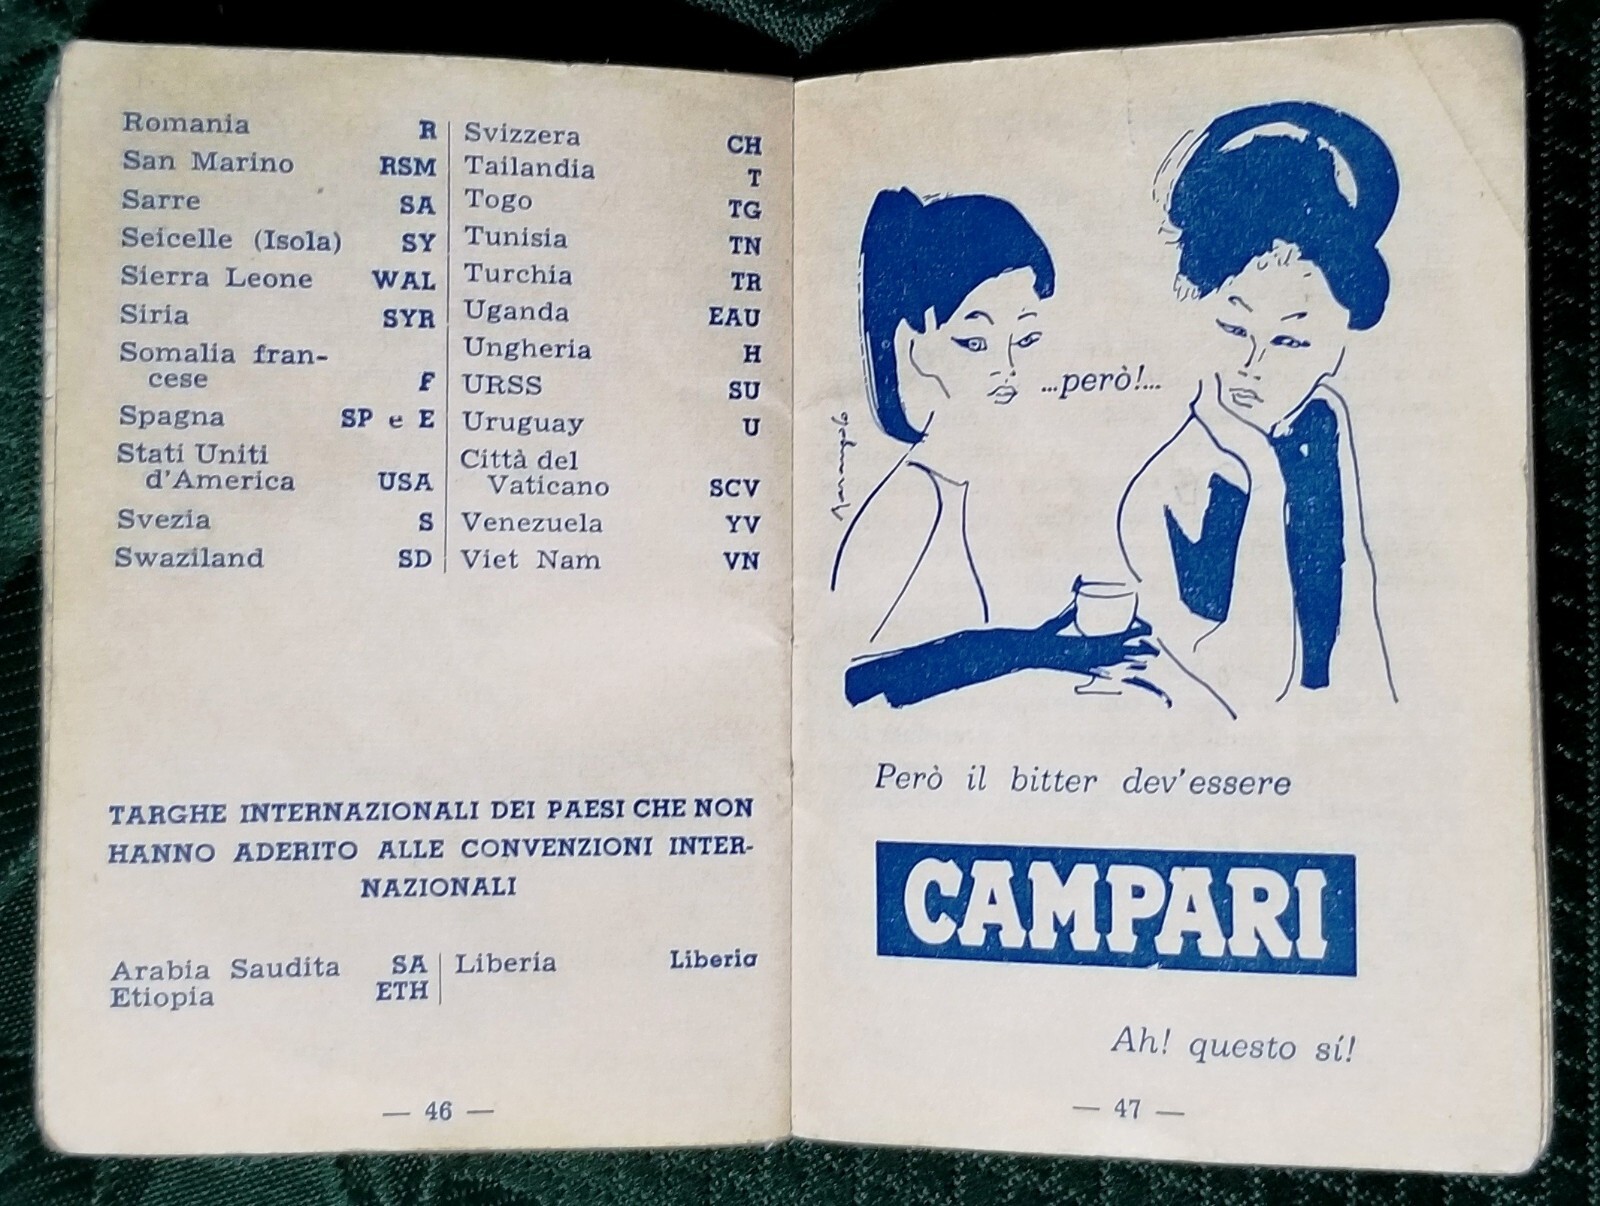 Romania R
San Marino RSM
Sarre SA
Seicelle (Isola) SY
Sierra Leone WAL
Siria SYR
Somalia fran-
cese F
Spagna SP e E
Stati Uniti
d'America USA
Svezia S
Swaziland SD
Svizzera CH
Tailandia T
Togo TG
Tunisia TN
Turchia TR
Uganda EAU
Ungheria H
URSS SU
Uruguay U
Città del
Vaticano SCV
Venezuela YV
Viet Nam VN
TARGHE INTERNAZIONALI DEI PAESI CHE NON
HANNO ADERITO ALLE CONVENZIONI INTER-
NAZIONALI
Arabia Saudita SA
Etiopia ETH
Liberia Liberia
— 46 —
...però!...
Però il bitter dev'essere
CAMPARI
Ah! questo sí!
— 47 —